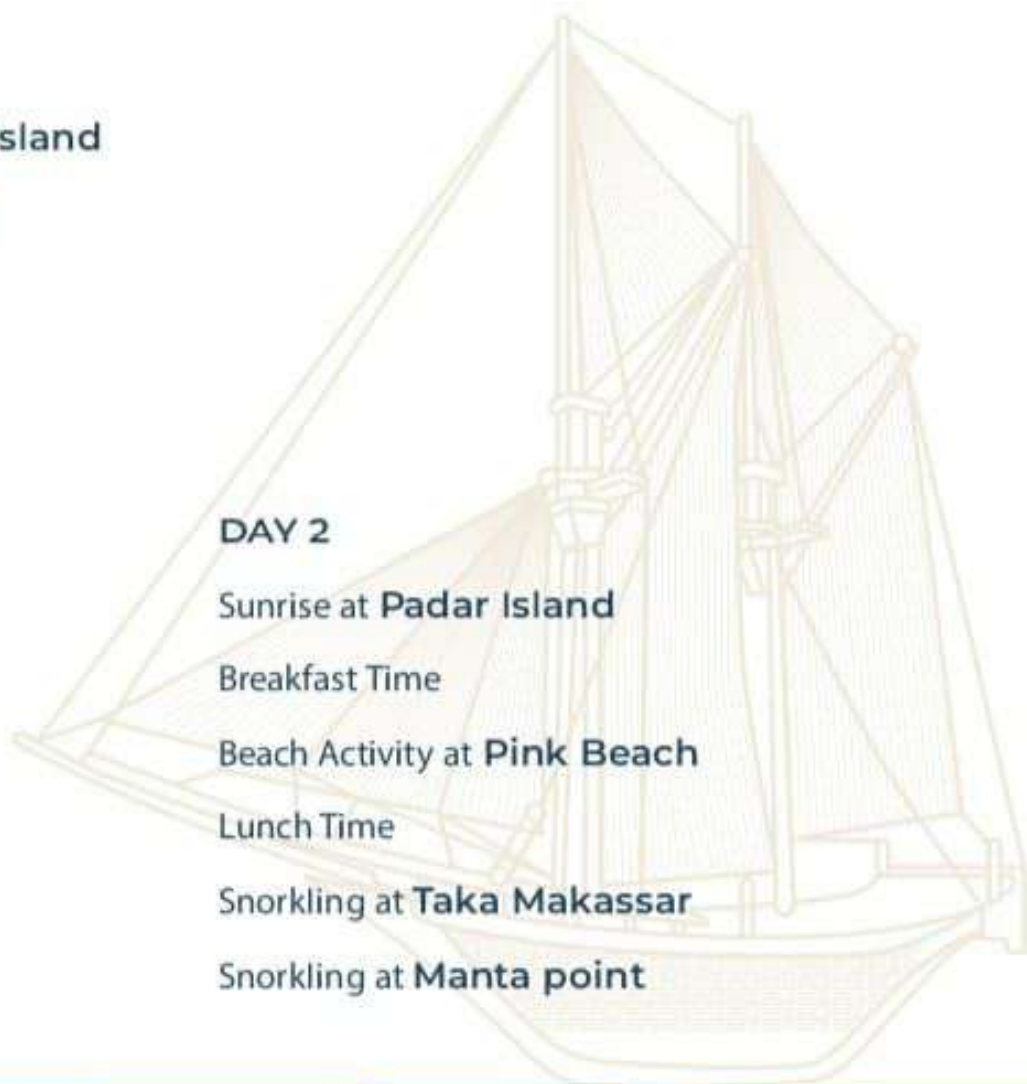 sland
DAY 2
Sunrise at Padar Island
Breakfast Time
Beach Activity at Pink Beach
Lunch Time
Snorkling at Taka Makassar
Snorkling at Manta point